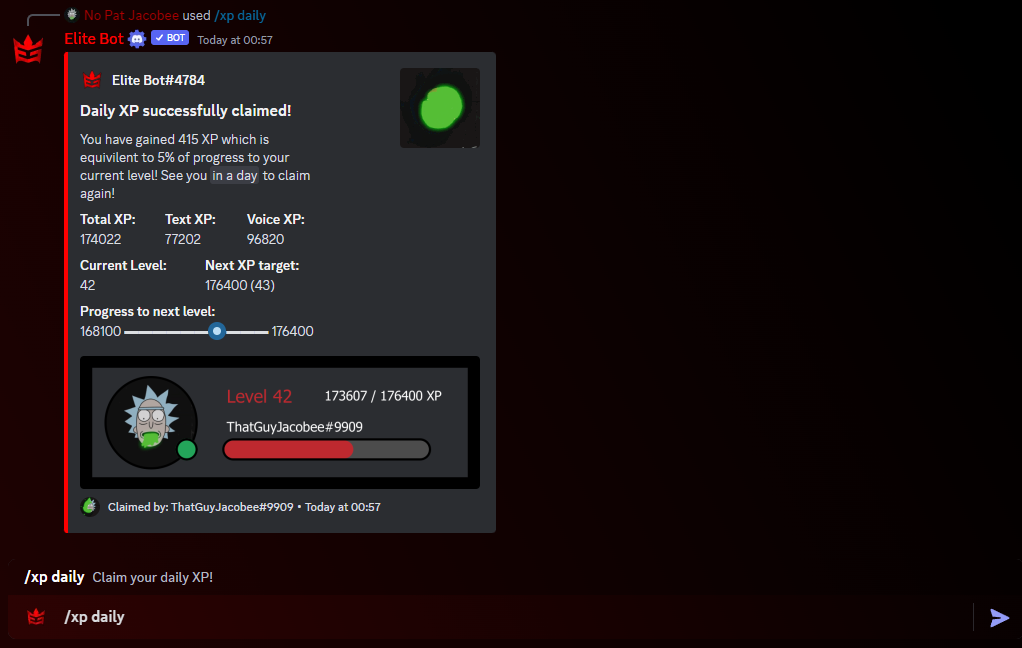 No Pat Jacobee used /xp daily
Elite Bot ✓ BOT Today at 00:57
Elite Bot#4784
Daily XP successfully claimed!
You have gained 415 XP which is
equivilent to 5% of progress to your
current level! See you in a day to claim
again!
Total XP: Text XP: Voice XP:
174022 77202 96820
Current Level: Next XP target:
42 176400 (43)
Progress to next level:
168100 176400
Level 42 173607 / 176400 XP
ThatGuyJacobee#9909
Claimed by: ThatGuyJacobee#9909 • Today at 00:57
/xp daily Claim your daily XP!
/xp daily